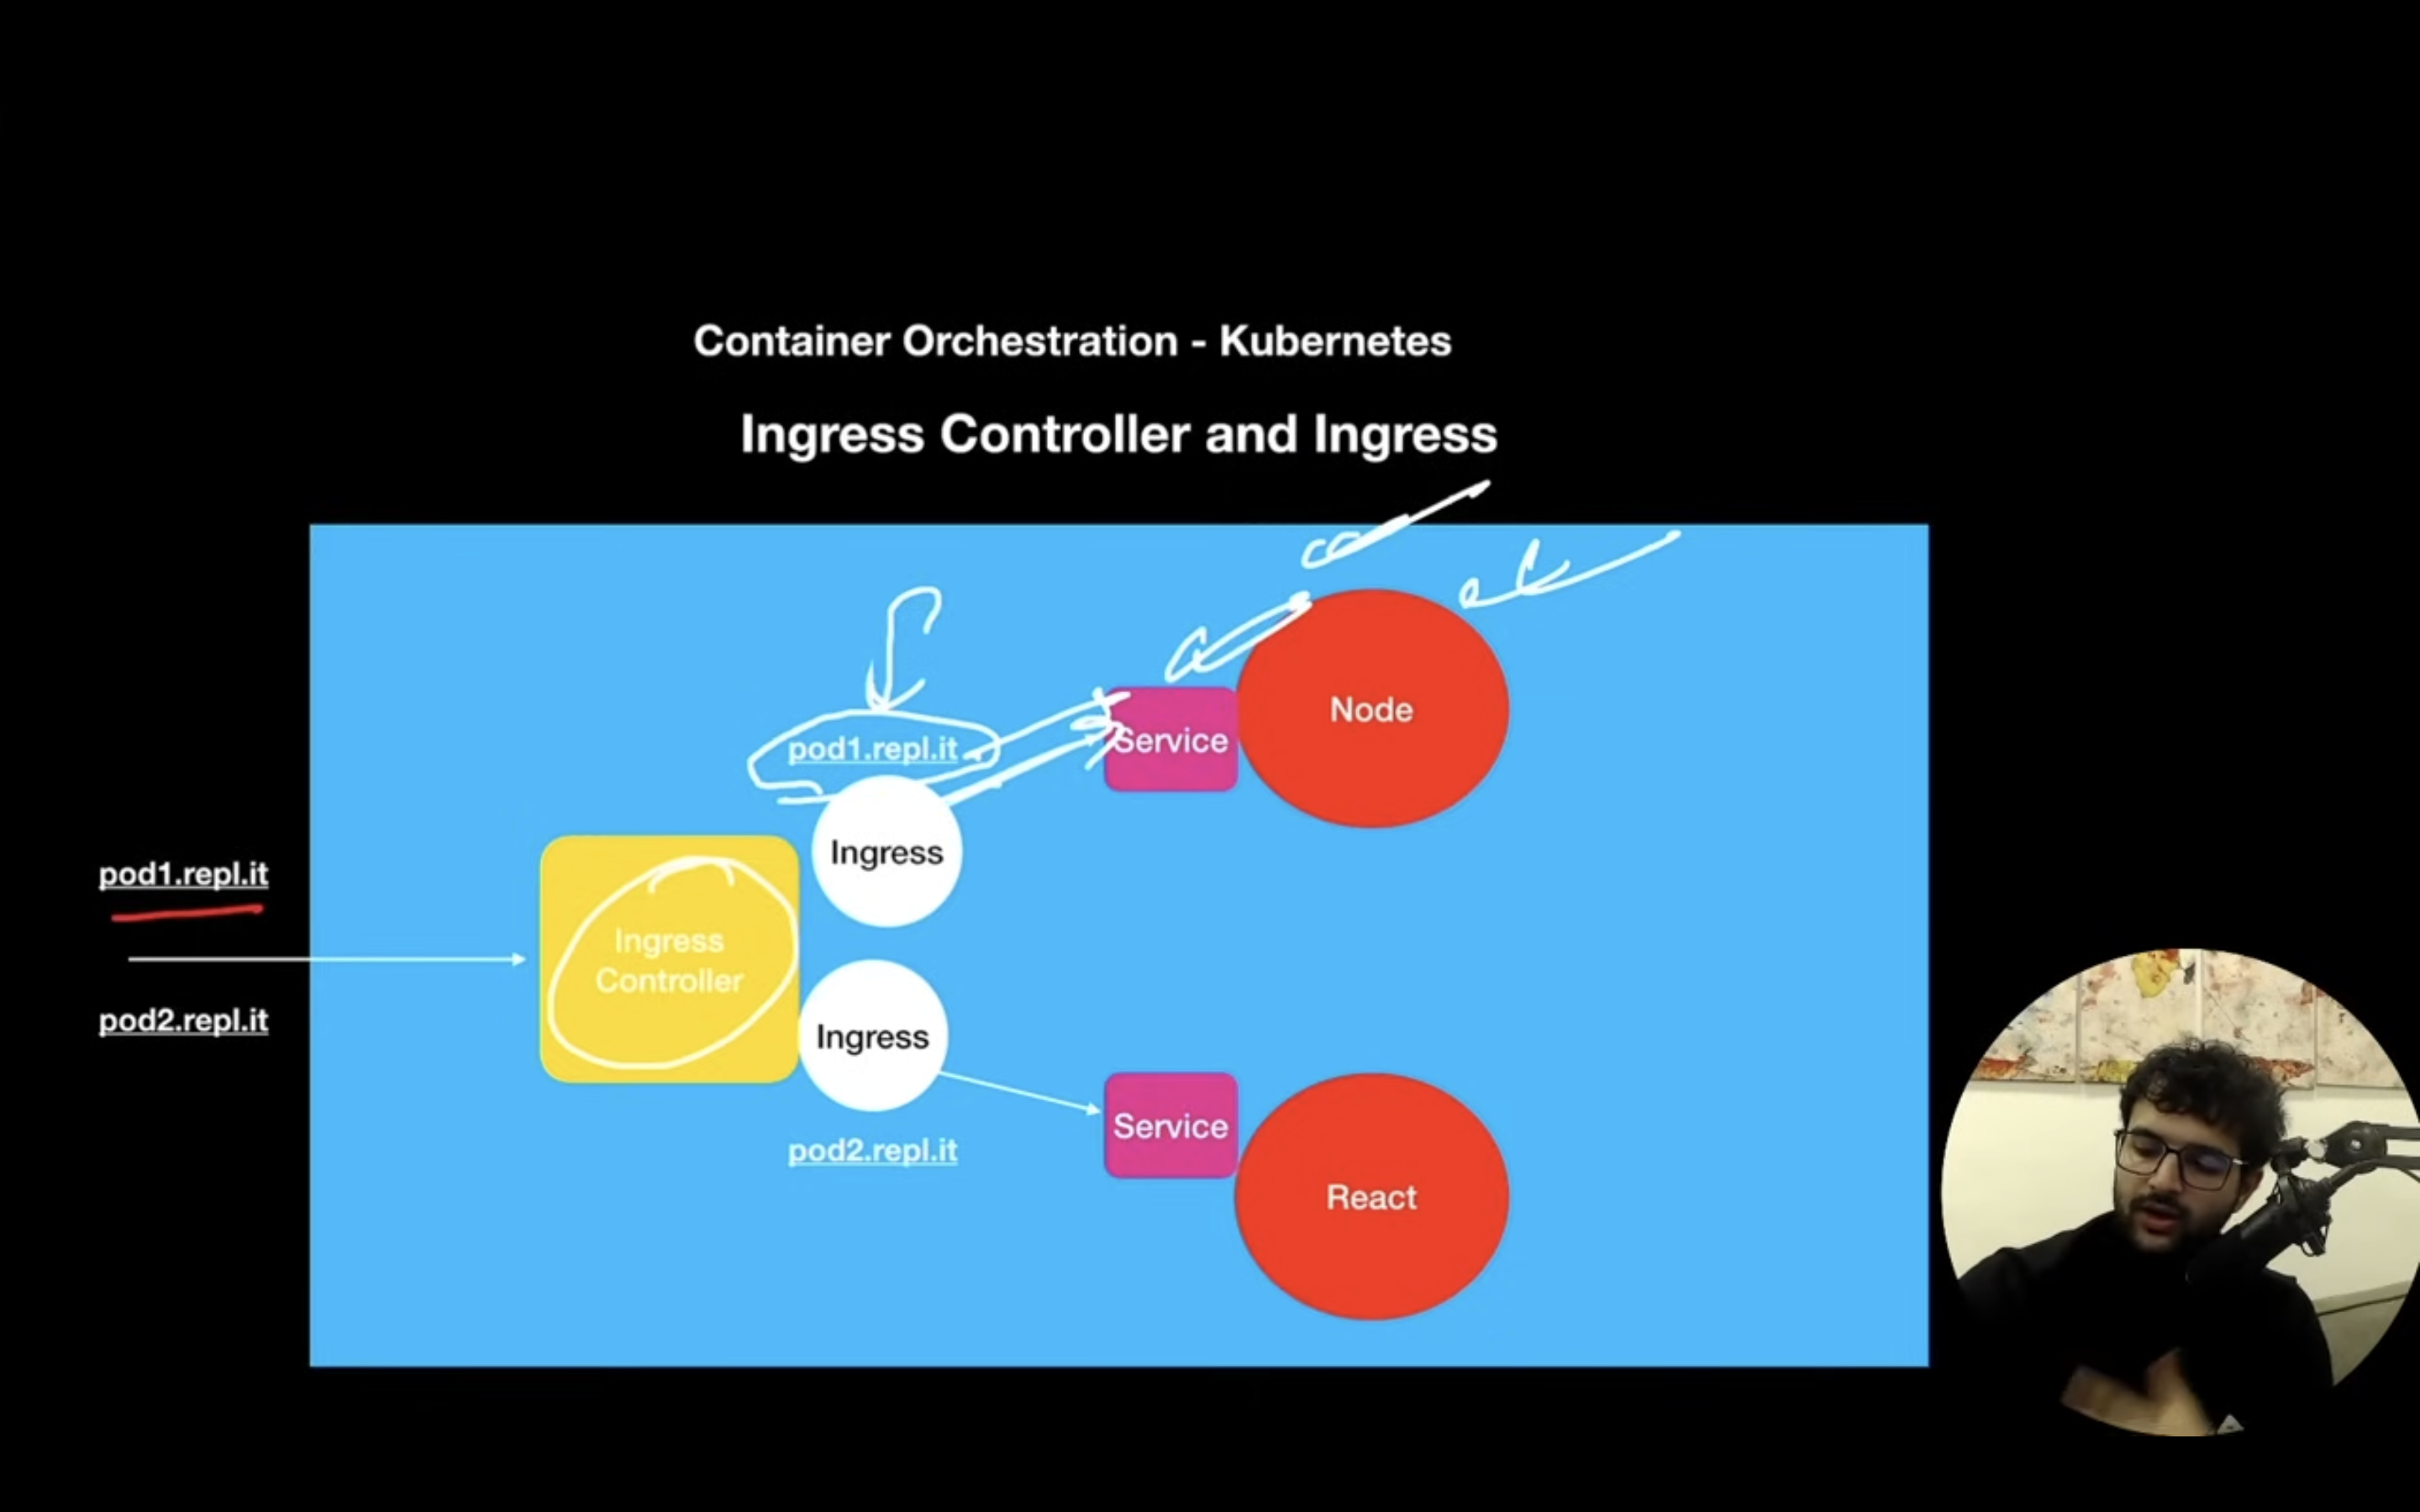 Container Orchestration - Kubernetes
Ingress Controller and Ingress
pod1.repl.it
Service
Node
Ingress
pod1.repl.it
Ingress
Controller
pod2.repl.it
Ingress
Service
pod2.repl.it
React